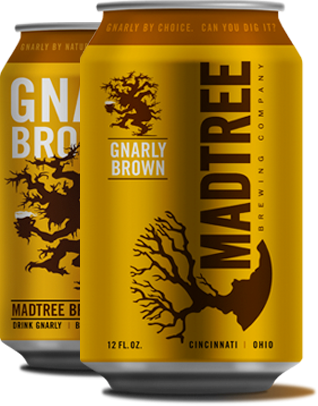 GNARLY BY NATU
GNA
BROW
MADTREE BR
DRINK GNARLY | B
GNARLY BY CHOICE. CAN YOU DIG IT?
GNARLY
BROWN
MADTREE
BREWING COMPANY
12 FL. OZ.
CINCINNATI | OHIO